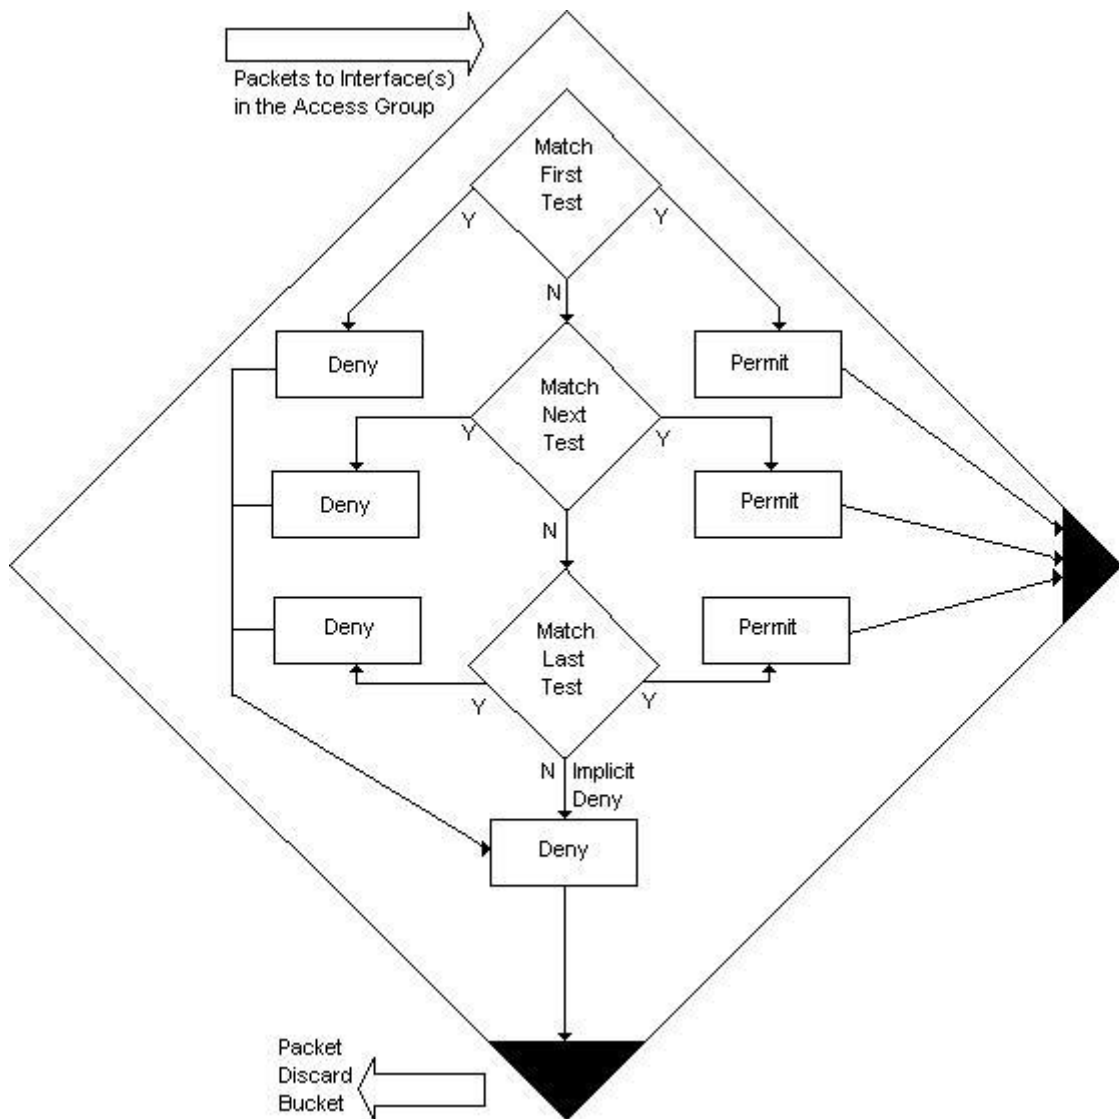 Packets to Interface(s)
in the Access Group
Match
First
Test
Y
Y
N
Deny
Permit
Match
Next
Test
Y
Y
Deny
Permit
N
Deny
Permit
Match
Last
Test
Y
Y
N
Implicit
Deny
Deny
Packet
Discard
Bucket